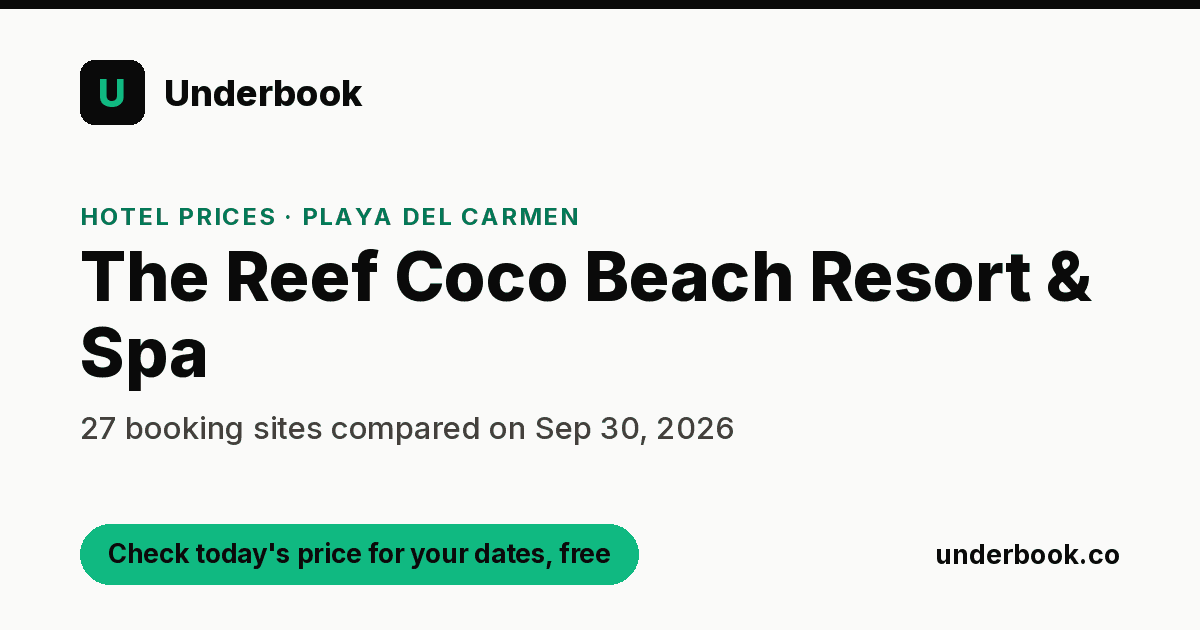 U Underbook
HOTEL PRICES · PLAYA DEL CARMEN
The Reef Coco Beach Resort &
Spa
27 booking sites compared on Sep 30, 2026
Check today's price for your dates, free
underbook.co